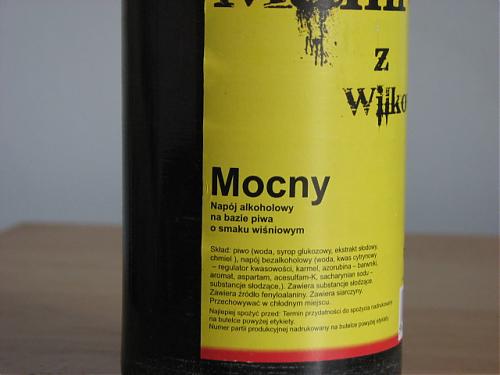 z
Wilko
Mocny
Napój alkoholowy
na bazie piwa
o smaku wiśniowym
Skład: piwo (woda, syrop glukozowy, ekstrakt słodowy,
chmiel ), napój bezalkoholowy (woda, kwas cytrynowy
– regulator kwasowości, karmel, azorubina – barwniki,
aromat, aspartam, acesulfam-K, sacharynian sodu –
substancje słodzące,). Zawiera substancje słodzące.
Zawiera źródło fenyloalaniny. Zawiera siarczyny.
Przechowywać w chłodnym miejscu.
Najlepiej spożyć przed: Termin przydatności do spożycia nadrukowane
na butelce powyżej etykiety.
Numer partii produkcyjnej nadrukowany na butelce powyżej etykiety.